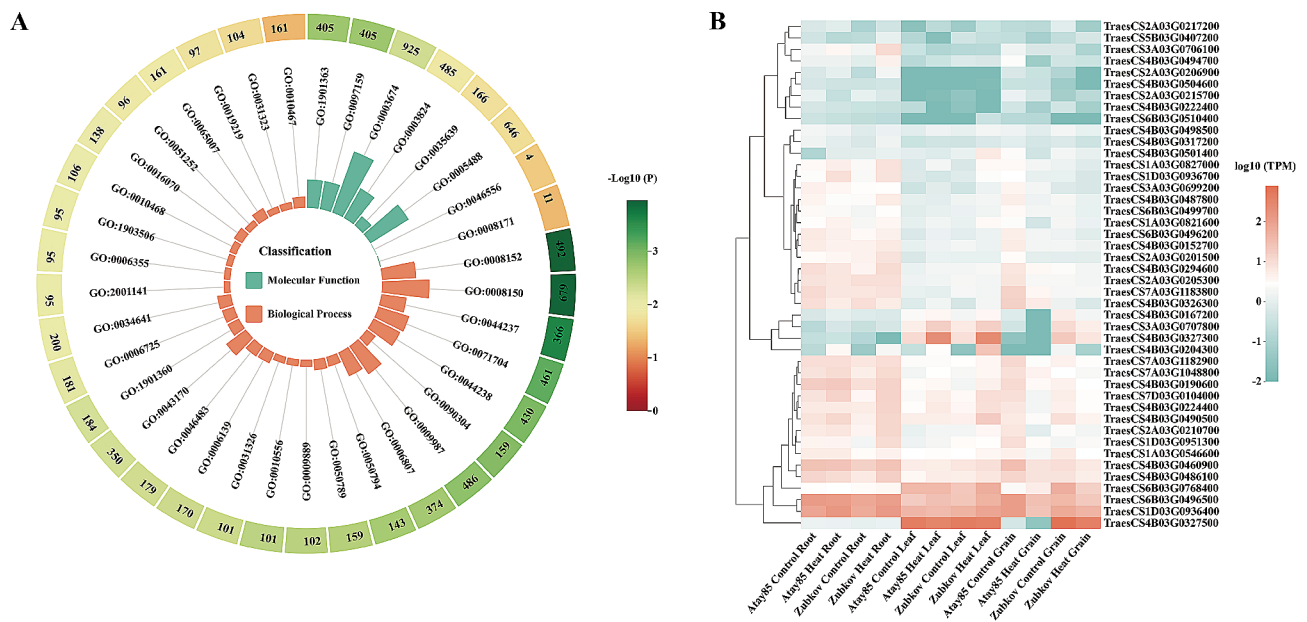 A
405
405
925
485
166
646
4
11
492
679
366
461
430
159
486
374
143
159
102
101
101
170
179
350
184
181
200
95
95
95
106
138
96
161
97
104
161
GO:1901363
GO:0097159
GO:0003674
GO:0003824
GO:0035639
GO:0005488
GO:0046556
GO:0008171
GO:0008152
GO:0008150
GO:0044237
GO:0071704
GO:0044238
GO:0090304
GO:0009987
GO:0006807
GO:0050794
GO:0050789
GO:0009889
GO:0010556
GO:0031326
GO:0006139
GO:0046483
GO:0043170
GO:1901360
GO:0006725
GO:0034641
GO:2001141
GO:0006355
GO:1903506
GO:0010468
GO:0016070
GO:0051252
GO:0065007
GO:0019219
GO:0031323
GO:0010467
Classification
Molecular Function
Biological Process
-Log10 (P)
3
2
1
0
B
TraesCS2A03G0217200
TraesCS5B03G0407200
TraesCS3A03G0706100
TraesCS4B03G0494700
TraesCS2A03G0206900
TraesCS4B03G0504600
TraesCS2A03G0215700
TraesCS4B03G0222400
TraesCS6B03G0510400
TraesCS4B03G0498500
TraesCS4B03G0317200
TraesCS4B03G0501400
TraesCS1A03G0827000
TraesCS1D03G0936700
TraesCS3A03G0699200
TraesCS4B03G0487800
TraesCS6B03G0499700
TraesCS1A03G0821600
TraesCS6B03G0496200
TraesCS4B03G0152700
TraesCS2A03G0201500
TraesCS4B03G0294600
TraesCS2A03G0205300
TraesCS7A03G1183800
TraesCS4B03G0326300
TraesCS4B03G0167200
TraesCS3A03G0707800
TraesCS4B03G0327300
TraesCS4B03G0204300
TraesCS7A03G1182900
TraesCS7A03G1048800
TraesCS4B03G0190600
TraesCS7D03G0104000
TraesCS4B03G0224400
TraesCS4B03G0490500
TraesCS2A03G0210700
TraesCS1D03G0951300
TraesCS1A03G0546600
TraesCS4B03G0460900
TraesCS4B03G0486100
TraesCS6B03G0768400
TraesCS6B03G0496500
TraesCS1D03G0936400
TraesCS4B03G0327500
Atay85 Control Root
Atay85 Heat Root
Zubkov Control Root
Zubkov Heat Root
Atay85 Control Leaf
Atay85 Heat Leaf
Zubkov Control Leaf
Zubkov Heat Leaf
Atay85 Control Grain
Atay85 Heat Grain
Zubkov Control Grain
Zubkov Heat Grain
log10 (TPM)
2
1
0
-1
-2